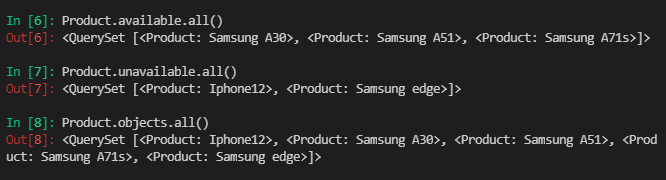 In [6]: Product.available.all()
Out[6]: <QuerySet [<Product: Samsung A30>, <Product: Samsung A51>, <Product: Samsung A71s>]>
In [7]: Product.unavailable.all()
Out[7]: <QuerySet [<Product: Iphone12>, <Product: Samsung edge>]>
In [8]: Product.objects.all()
Out[8]: <QuerySet [<Product: Iphone12>, <Product: Samsung A30>, <Product: Samsung A51>, <Prod
uct: Samsung A71s>, <Product: Samsung edge>]>